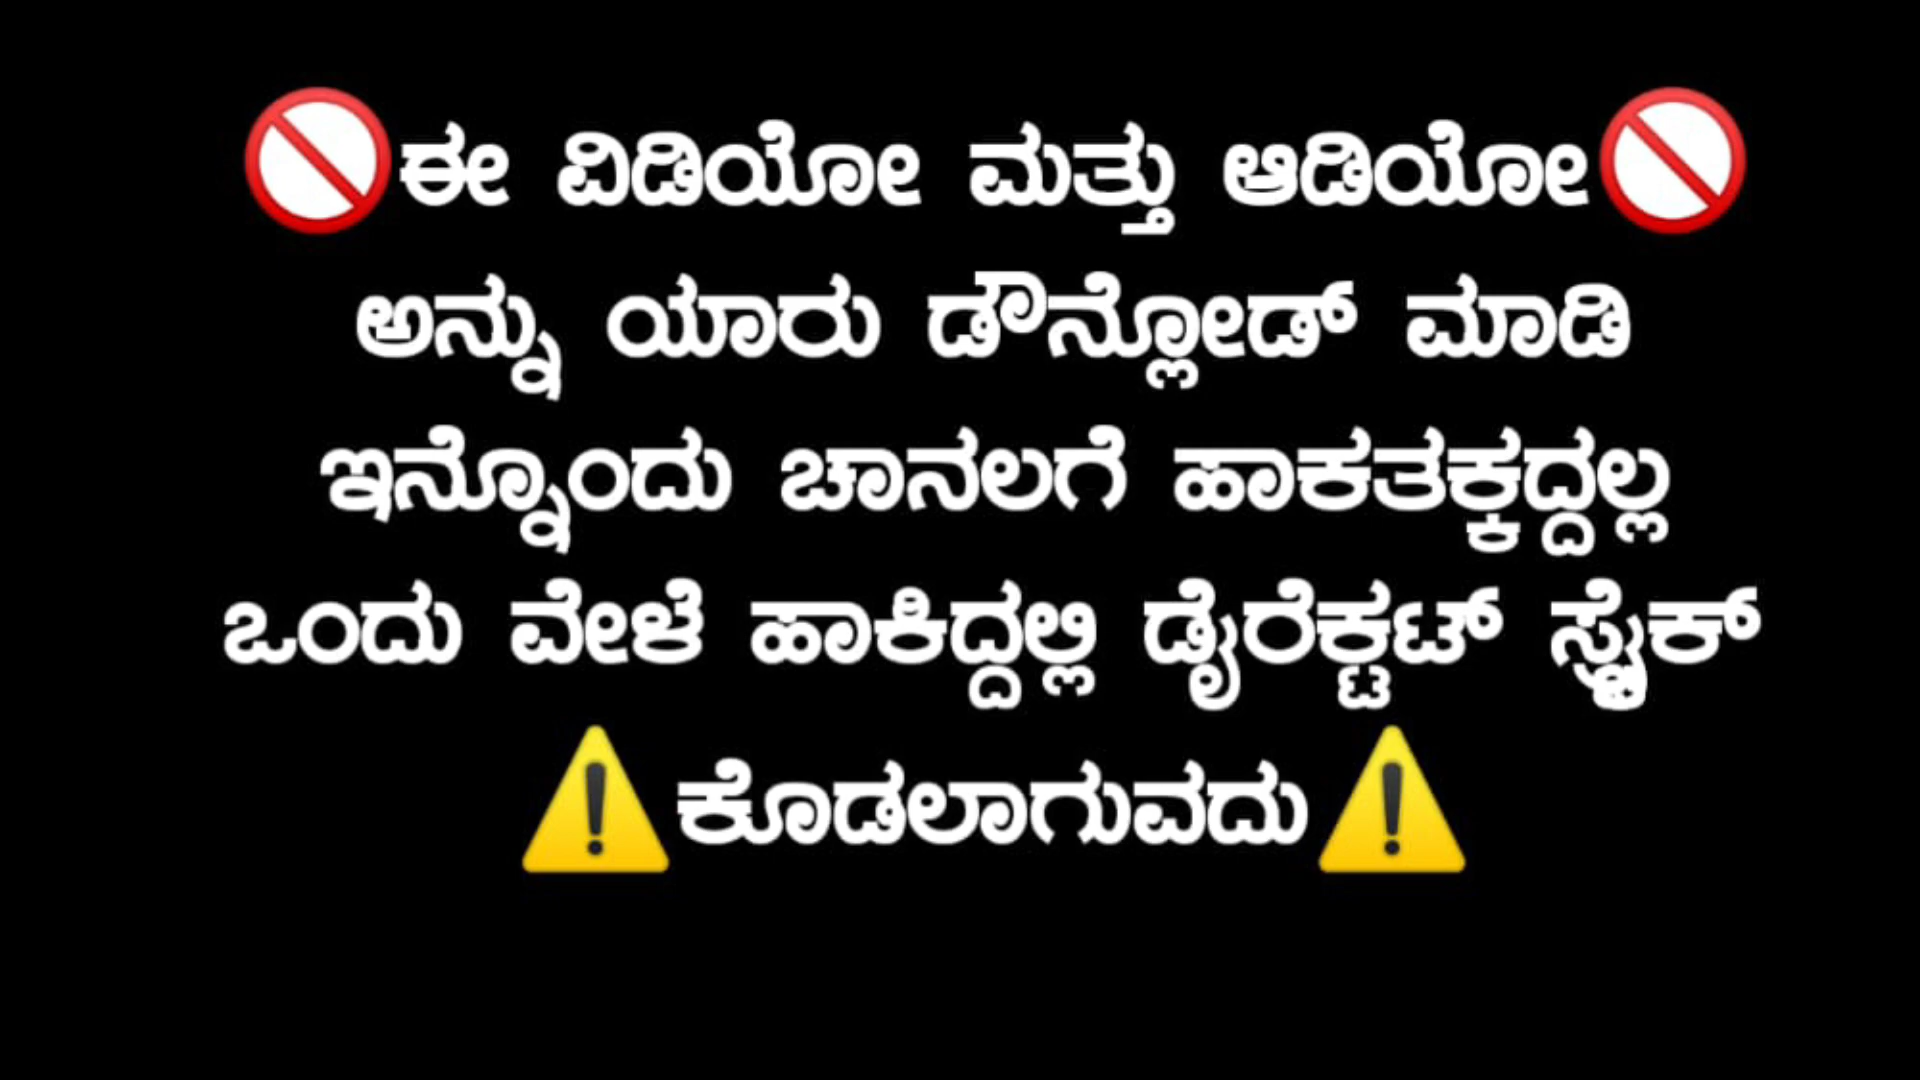 🚫ಈ ವಿಡಿಯೋ ಮತ್ತು ಆಡಿಯೋ🚫
ಅನ್ನು ಯಾರು ಡೌನ್ಲೋಡ್ ಮಾಡಿ
ಇನ್ನೊಂದು ಚಾನಲಗೆ ಹಾಕತಕ್ಕದ್ದಲ್ಲ
ಒಂದು ವೇಳೆ ಹಾಕಿದ್ದಲ್ಲಿ ಡೈರೆಕ್ಟಟ್ ಸ್ಟ್ರೈಕ್
⚠️ಕೊಡಲಾಗುವದು⚠️